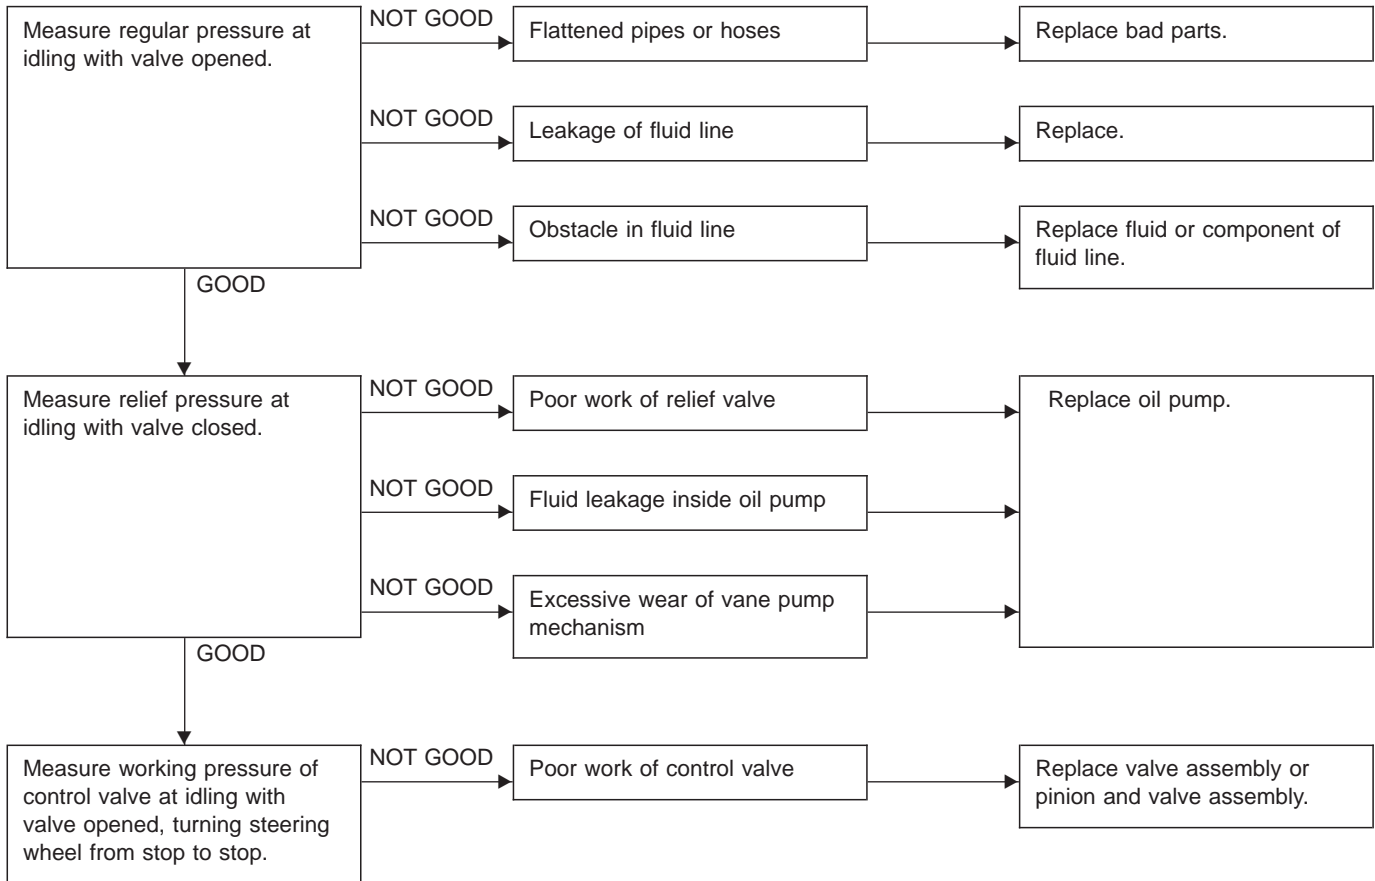 Measure regular pressure at
idling with valve opened.
NOT GOOD
Flattened pipes or hoses
Replace bad parts.
NOT GOOD
Leakage of fluid line
Replace.
NOT GOOD
Obstacle in fluid line
Replace fluid or component of
fluid line.
GOOD
Measure relief pressure at
idling with valve closed.
NOT GOOD
Poor work of relief valve
Replace oil pump.
NOT GOOD
Fluid leakage inside oil pump
NOT GOOD
Excessive wear of vane pump
mechanism
GOOD
Measure working pressure of
control valve at idling with
valve opened, turning steering
wheel from stop to stop.
NOT GOOD
Poor work of control valve
Replace valve assembly or
pinion and valve assembly.